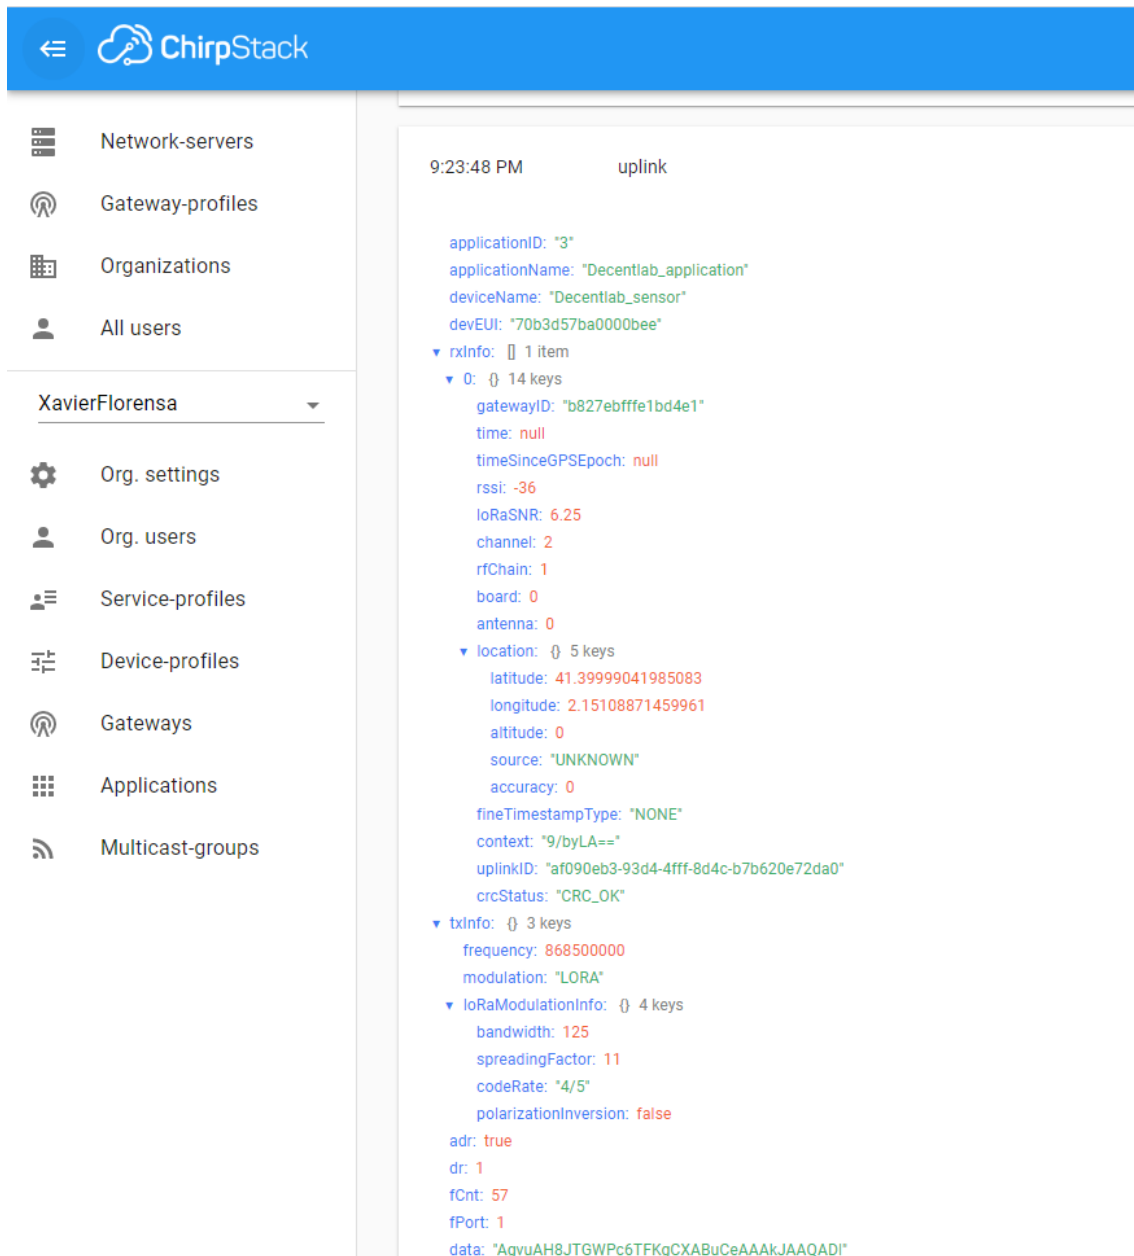 ChirpStack
Network-servers
Gateway-profiles
Organizations
All users
XavierFlorensa
Org. settings
Org. users
Service-profiles
Device-profiles
Gateways
Applications
Multicast-groups
9:23:48 PM uplink
applicationID: "3"
applicationName: "Decentlab_application"
deviceName: "Decentlab_sensor"
devEUI: "70b3d57ba0000bee"
▼ rxInfo: [] 1 item
▼ 0: {} 14 keys
gatewayID: "b827ebfffe1bd4e1"
time: null
timeSinceGPSEpoch: null
rssi: -36
loRaSNR: 6.25
channel: 2
rfChain: 1
board: 0
antenna: 0
▼ location: {} 5 keys
latitude: 41.39999041985083
longitude: 2.15108871459961
altitude: 0
source: "UNKNOWN"
accuracy: 0
fineTimestampType: "NONE"
context: "9/byLA=="
uplinkID: "af090eb3-93d4-4fff-8d4c-b7b620e72da0"
crcStatus: "CRC_OK"
▼ txInfo: {} 3 keys
frequency: 868500000
modulation: "LORA"
▼ loRaModulationInfo: {} 4 keys
bandwidth: 125
spreadingFactor: 11
codeRate: "4/5"
polarizationInversion: false
adr: true
dr: 1
fCnt: 57
fPort: 1
data: